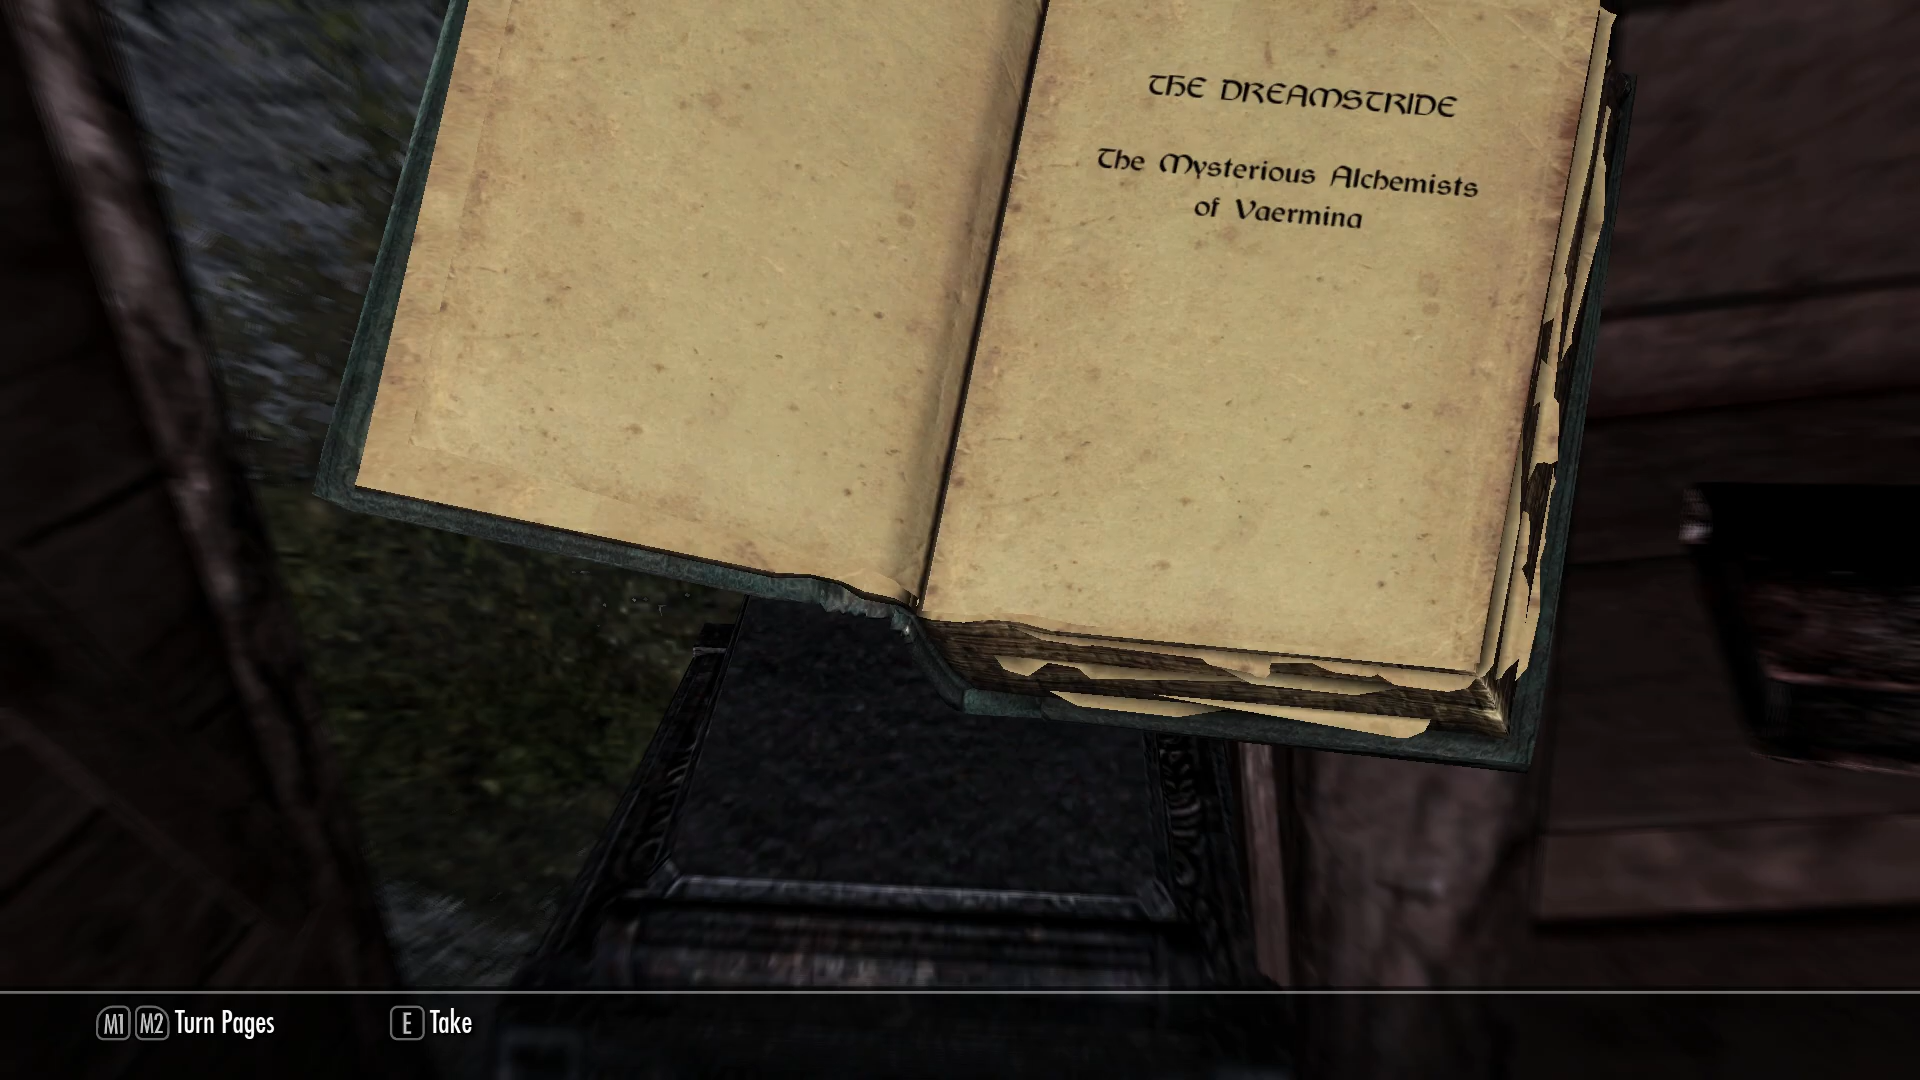 THE DREAMSTRIDE
The Mysterious Alchemists
of Vaermina
M1 M2 Turn Pages
E Take